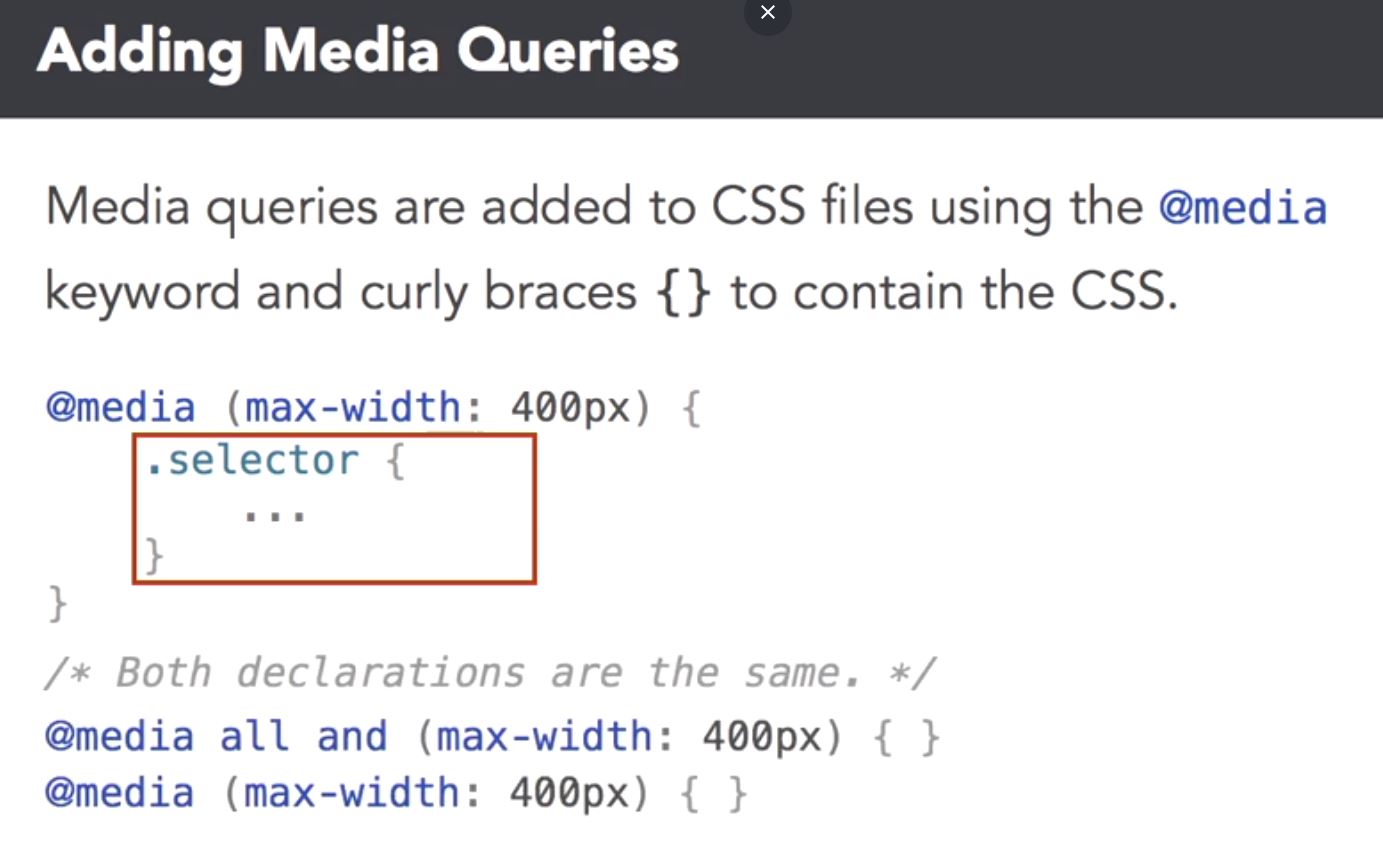 Adding Media Queries
Media queries are added to CSS files using the @media
keyword and curly braces {} to contain the CSS.
@media (max-width: 400px) {
.selector {
...
}
}
/* Both declarations are the same. */
@media all and (max-width: 400px) { }
@media (max-width: 400px) { }